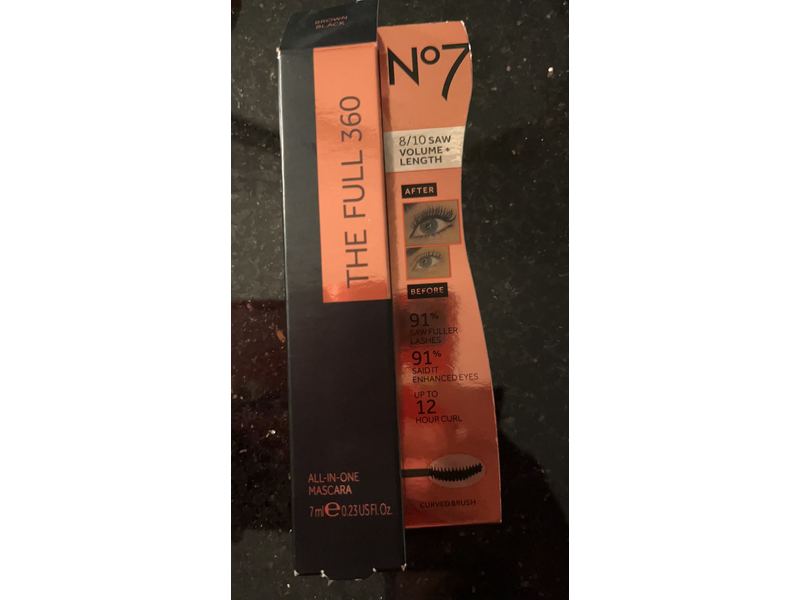 BROWN
BLACK
THE FULL 360
ALL-IN-ONE
MASCARA
7 ml e 0.23 US Fl. Oz.
No7
8/10 SAW
VOLUME +
LENGTH
AFTER
BEFORE
91%
SAW FULLER
LASHES
91%
SAID IT
ENHANCED EYES
UP TO
12
HOUR CURL
CURVED BRUSH